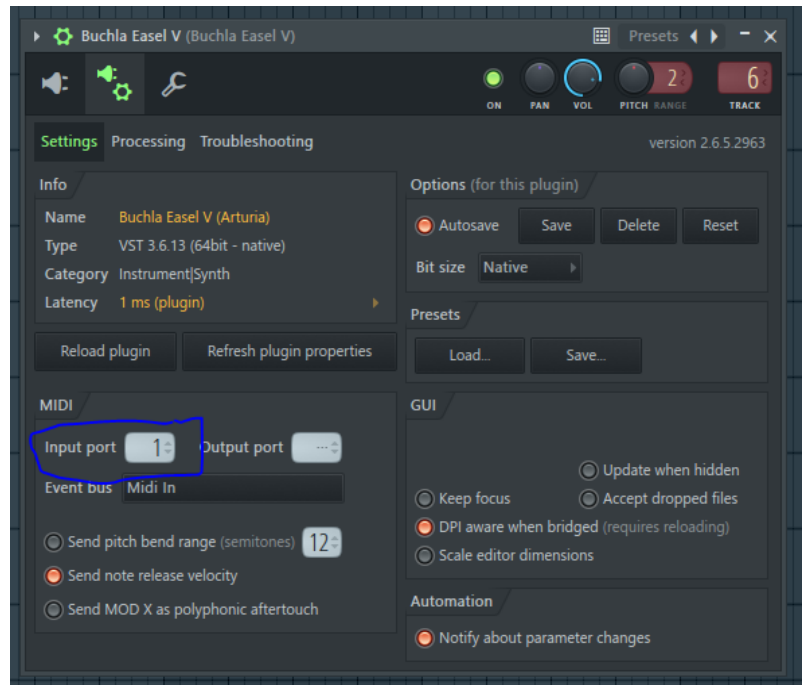 Buchla Easel V (Buchla Easel V) Presets
2
6
ON PAN VOL PITCH RANGE TRACK
Settings Processing Troubleshooting version 2.6.5.2963
Info
Name Buchla Easel V (Arturia)
Type VST 3.6.13 (64bit - native)
Category Instrument|Synth
Latency 1 ms (plugin)
Reload plugin Refresh plugin properties
Options (for this plugin)
Autosave Save Delete Reset
Bit size Native
Presets
Load... Save...
MIDI
Input port 1 Output port ---
Event bus Midi In
Send pitch bend range (semitones) 12
Send note release velocity
Send MOD X as polyphonic aftertouch
GUI
Update when hidden
Keep focus Accept dropped files
DPI aware when bridged (requires reloading)
Scale editor dimensions
Automation
Notify about parameter changes